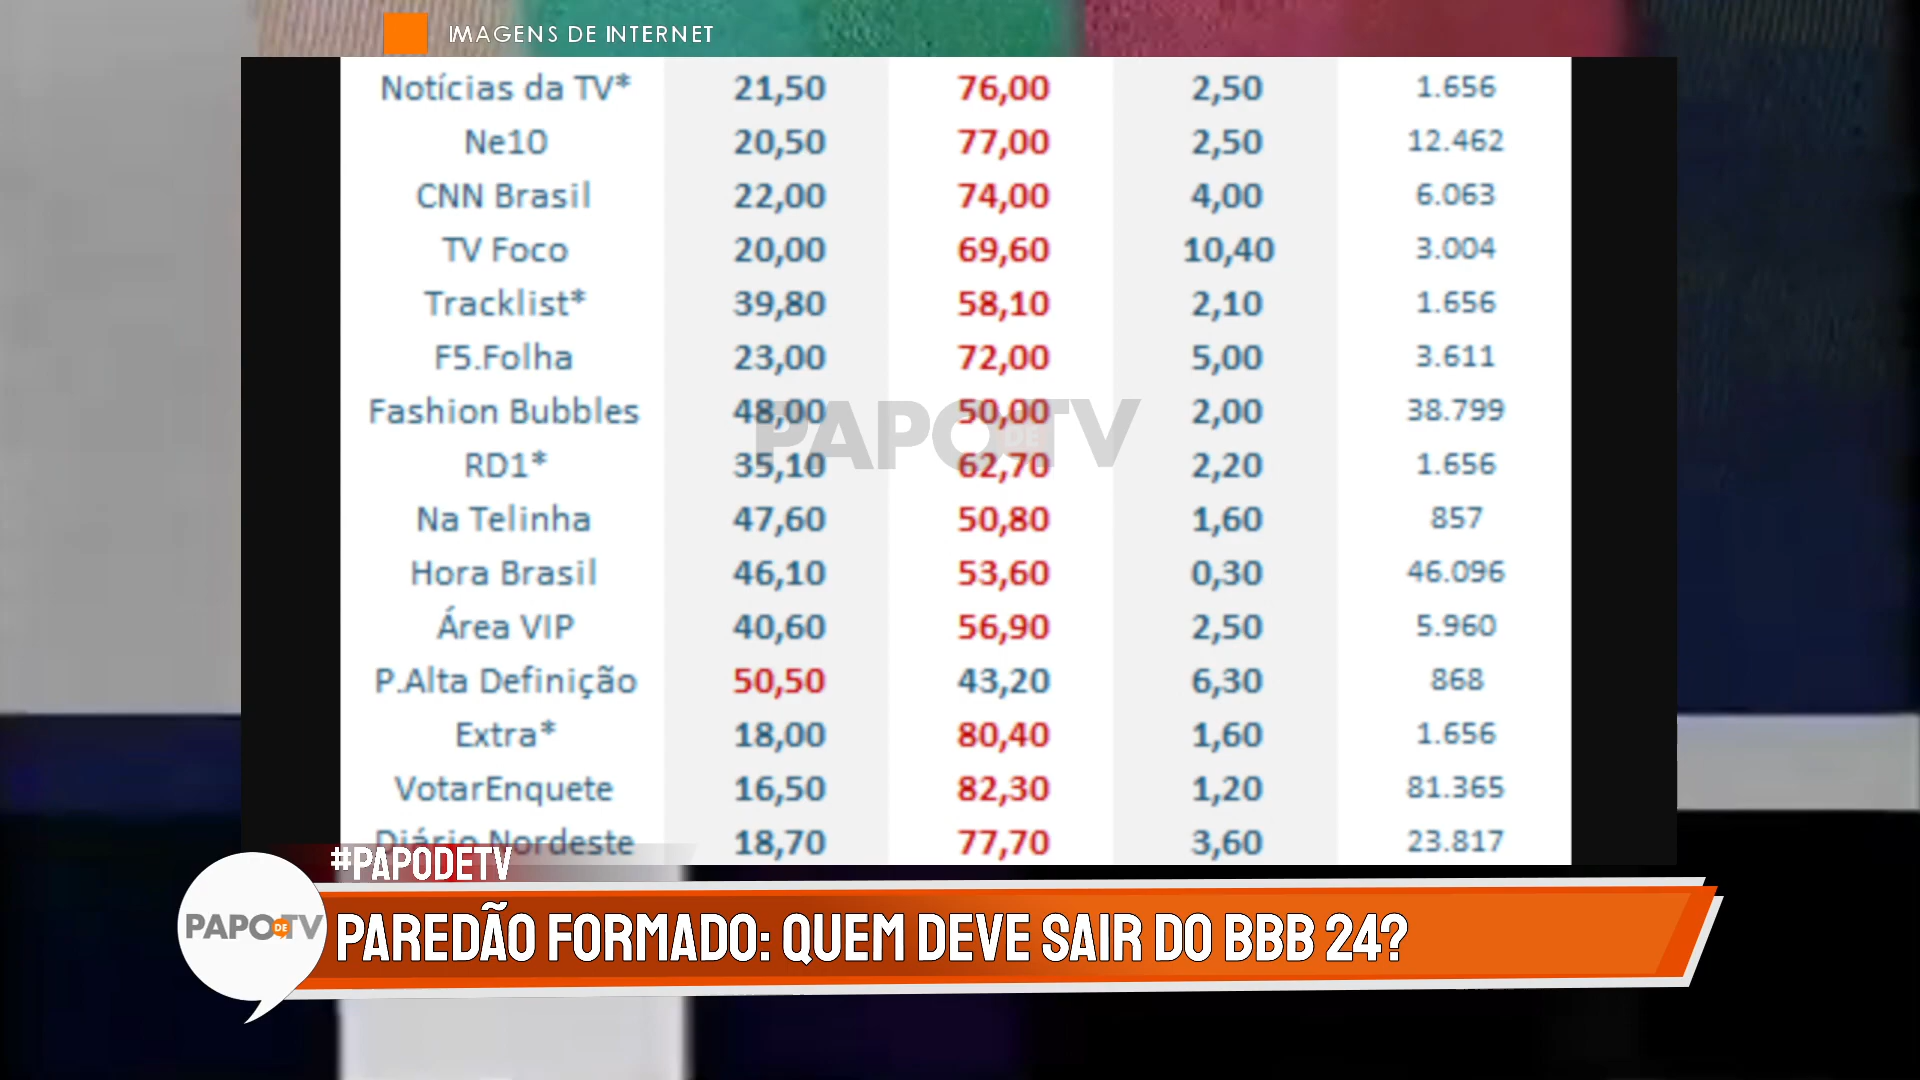 IMAGENS DE INTERNET
Notícias da TV* 21,50 76,00 2,50 1.656
Ne10 20,50 77,00 2,50 12.462
CNN Brasil 22,00 74,00 4,00 6.063
TV Foco 20,00 69,60 10,40 3.004
Tracklist* 39,80 58,10 2,10 1.656
F5.Folha 23,00 72,00 5,00 3.611
Fashion Bubbles 48,00 50,00 2,00 38.799
PAPO DE TV
RD1* 35,10 62,70 2,20 1.656
Na Telinha 47,60 50,80 1,60 857
Hora Brasil 46,10 53,60 0,30 46.096
Área VIP 40,60 56,90 2,50 5.960
P.Alta Definição 50,50 43,20 6,30 868
Extra* 18,00 80,40 1,60 1.656
VotarEnquete 16,50 82,30 1,20 81.365
Diário Nordeste 18,70 77,70 3,60 23.817
#PAPODETV
PAPO DE TV
PAREDÃO FORMADO: QUEM DEVE SAIR DO BBB 24?